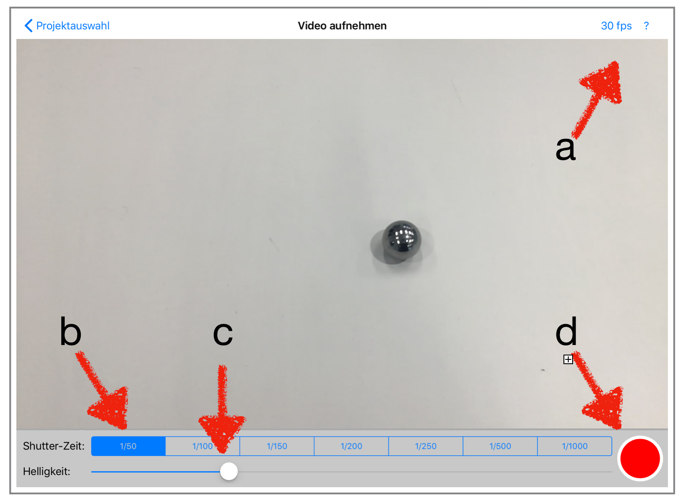 Projektauswahl Video aufnehmen 30 fps ?
a
b c d
Shutter-Zeit: 1/50 1/100 1/150 1/200 1/250 1/500 1/1000
Helligkeit: